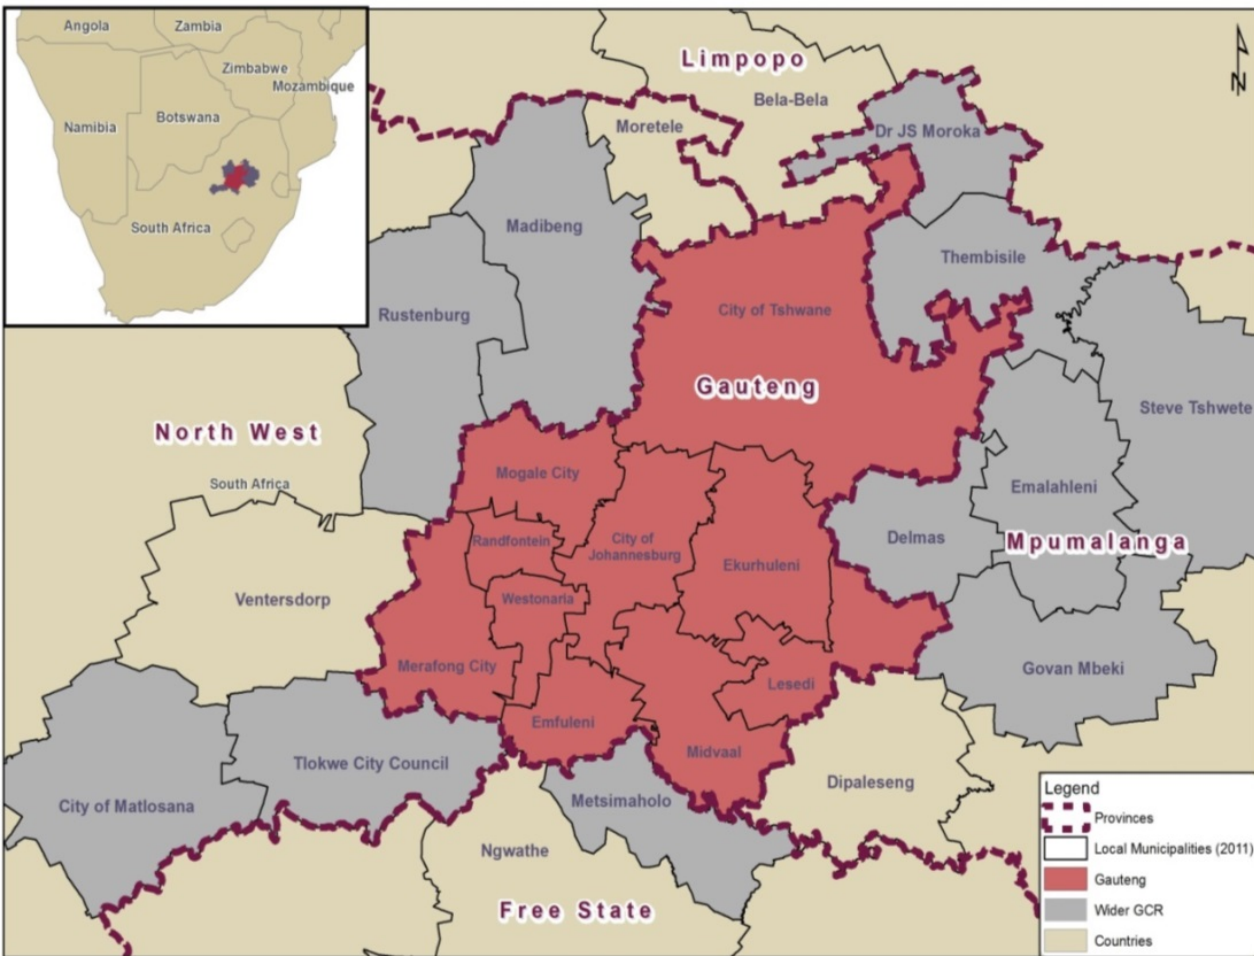 Angola
Zambia
Zimbabwe
Mozambique
Botswana
Namibia
South Africa
N
Limpopo
Bela-Bela
Moretele
Dr JS Moroka
Madibeng
Thembisile
Rustenburg
City of Tshwane
Gauteng
Steve Tshwete
North West
South Africa
Mogale City
Emalahleni
Randfontein
City of
Johannesburg
Delmas
Mpumalanga
Ekurhuleni
Ventersdorp
Westonaria
Merafong City
Govan Mbeki
Lesedi
Emfuleni
Midvaal
Tlokwe City Council
Dipaleseng
City of Matlosana
Metsimaholo
Ngwathe
Free State
Legend
Provinces
Local Municipalities (2011)
Gauteng
Wider GCR
Countries